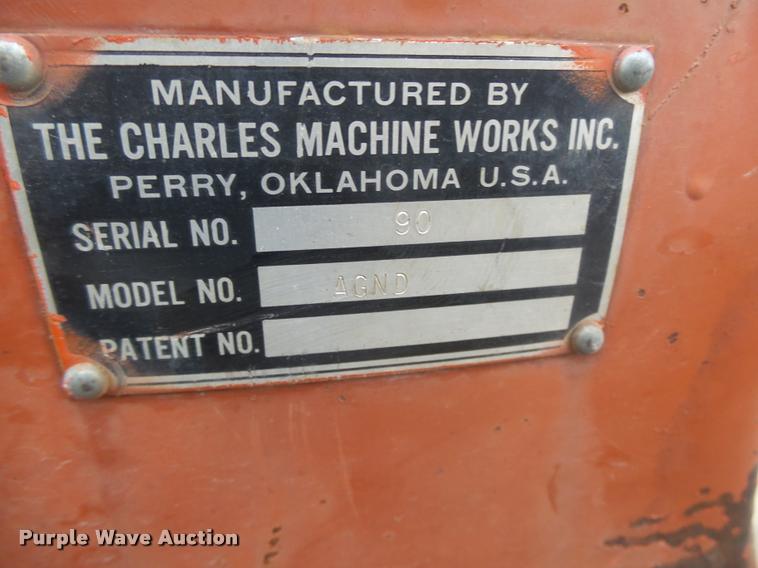 MANUFACTURED BY
THE CHARLES MACHINE WORKS INC.
PERRY, OKLAHOMA U.S.A.
SERIAL NO. 90
MODEL NO. AGND
PATENT NO.
Purple Wave Auction